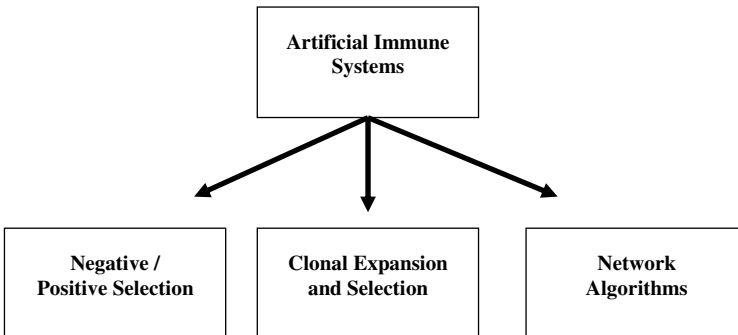 Artificial Immune
Systems
Negative /
Positive Selection
Clonal Expansion
and Selection
Network
Algorithms